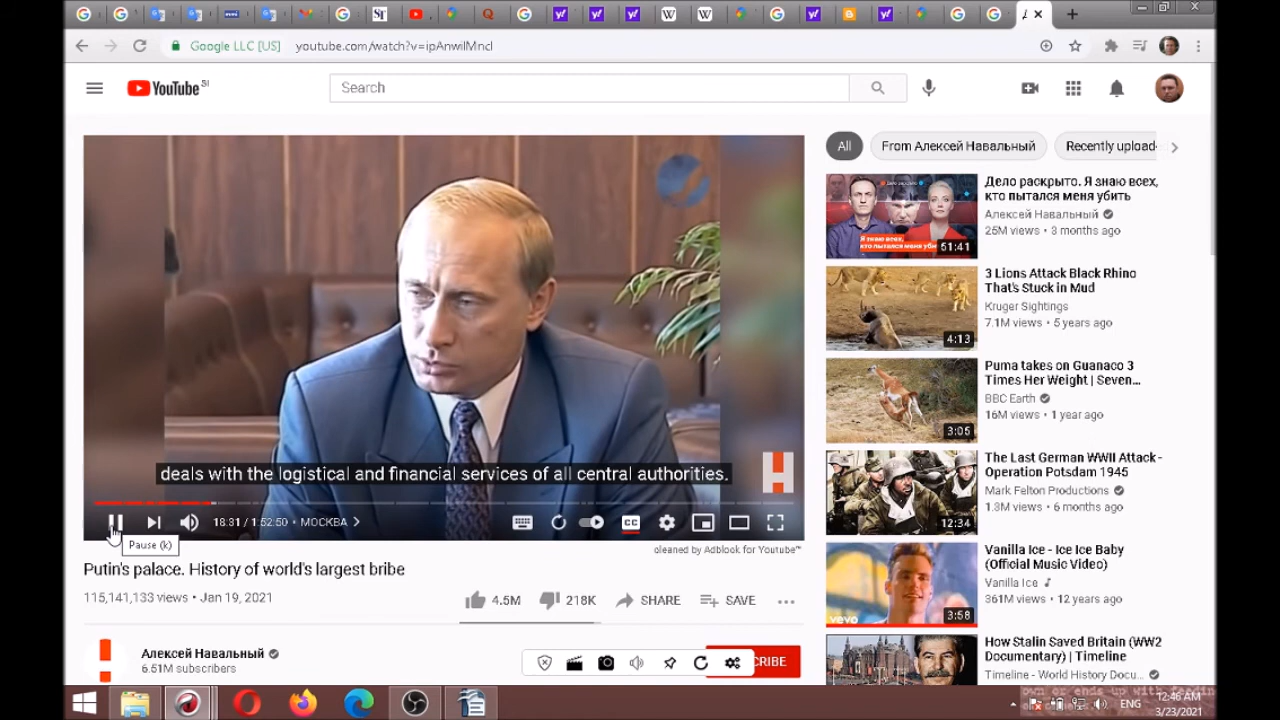 Google LLC [US]
youtube.com/watch?v=ipAnwilMncI
YouTube SI
Search
All
From Алексей Навальный
Recently upload
Дело раскрыто. Я знаю всех,
кто пытался меня убить
Алексей Навальный
25M views • 3 months ago
Я знаю всех,
51:41
3 Lions Attack Black Rhino
That's Stuck in Mud
Kruger Sightings
7.1M views • 5 years ago
4:13
Puma takes on Guanaco 3
Times Her Weight | Seven...
BBC Earth
16M views • 1 year ago
3:05
The Last German WWII Attack -
Operation Potsdam 1945
Mark Felton Productions
1.3M views • 6 months ago
12:34
Vanilla Ice - Ice Ice Baby
(Official Music Video)
Vanilla Ice
361M views • 12 years ago
vevo
3:58
How Stalin Saved Britain (WW2
Documentary) | Timeline
Timeline - World History Docu...
deals with the logistical and financial services of all central authorities.
18:31 / 1:52:50 • МОСКВА
CC
Pause (k)
cleaned by Adblock for Youtube™
Putin's palace. History of world's largest bribe
115,141,133 views • Jan 19, 2021
4.5M
218K
SHARE
SAVE
Алексей Навальный
6.51M subscribers
RIBE
ENG
12:46 AM
3/23/2021